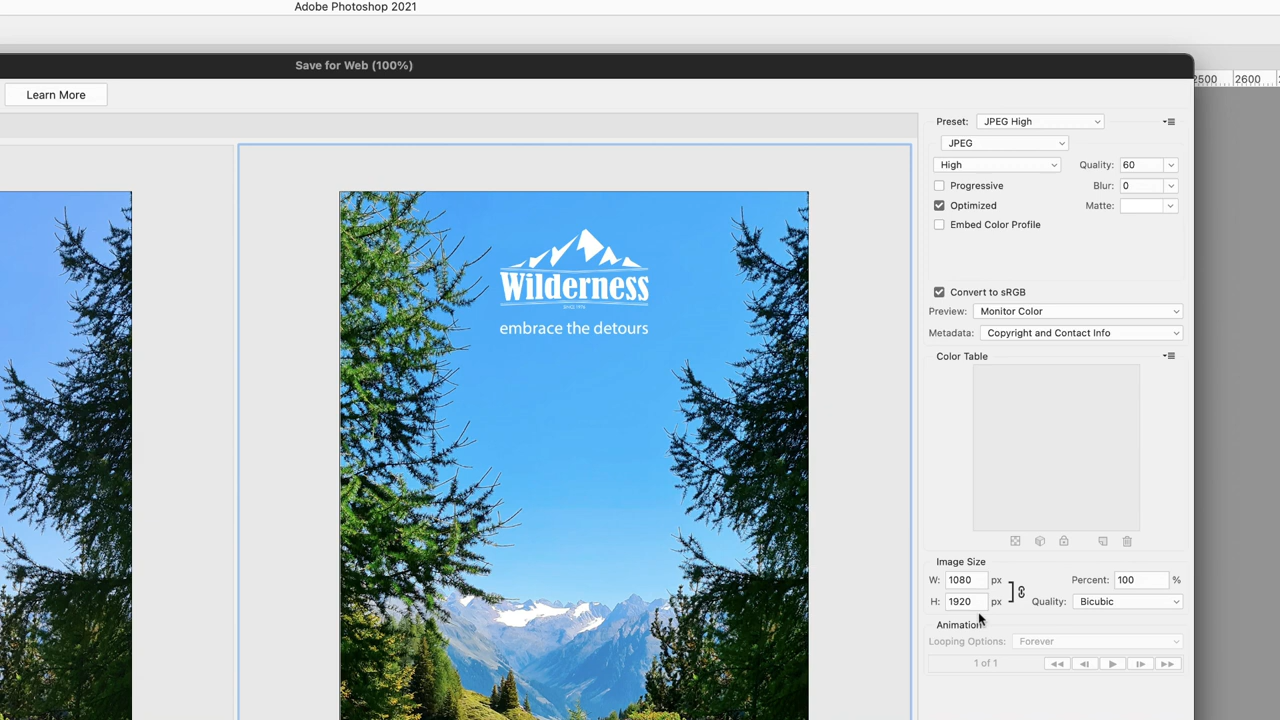 Adobe Photoshop 2021
Save for Web (100%)
2500 2600
Learn More
Preset: JPEG High
JPEG
High Quality: 60
Progressive Blur: 0
Optimized Matte:
Embed Color Profile
Convert to sRGB
Preview: Monitor Color
Metadata: Copyright and Contact Info
Color Table
Wilderness
SINCE 1976
embrace the detours
Image Size
W: 1080 px Percent: 100 %
H: 1920 px Quality: Bicubic
Animation
Looping Options: Forever
1 of 1